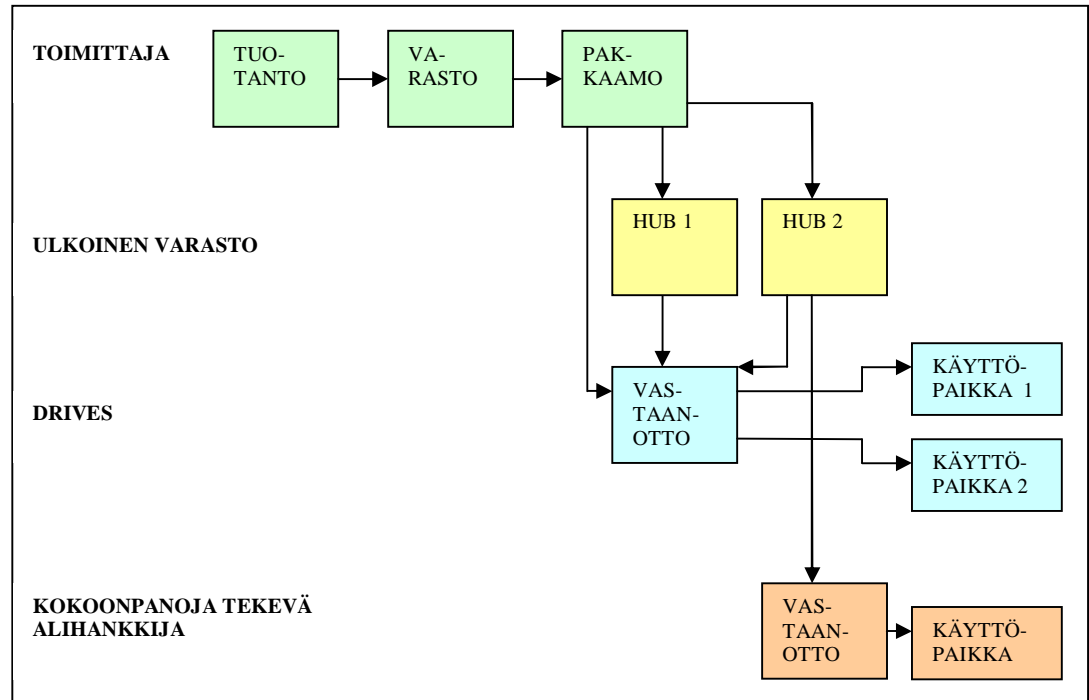 TOIMITTAJA
TUO-
TANTO
VA-
RASTO
PAK-
KAAMO
ULKOINEN VARASTO
HUB 1
HUB 2
DRIVES
VAS-
TAAN-
OTTO
KÄYTTÖ-
PAIKKA 1
KÄYTTÖ-
PAIKKA 2
KOKOONPANOJA TEKEVÄ
ALIHANKKIJA
VAS-
TAAN-
OTTO
KÄYTTÖ-
PAIKKA